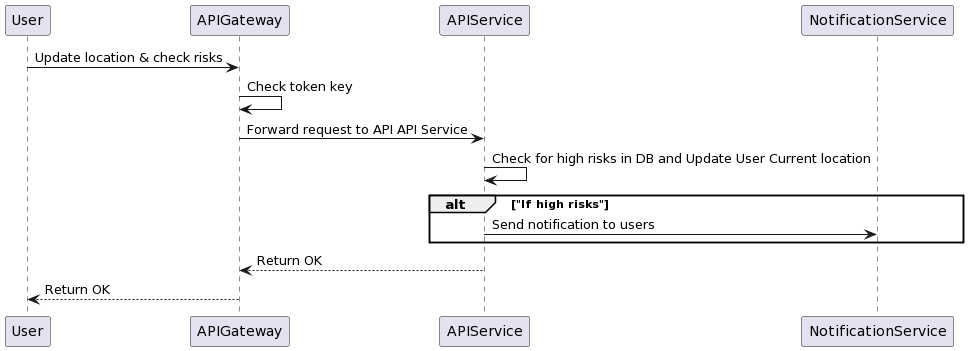 User APIGateway APIService NotificationService
Update location & check risks
Check token key
Forward request to API API Service
Check for high risks in DB and Update User Current location
alt ["If high risks"]
Send notification to users
Return OK
Return OK
User APIGateway APIService NotificationService